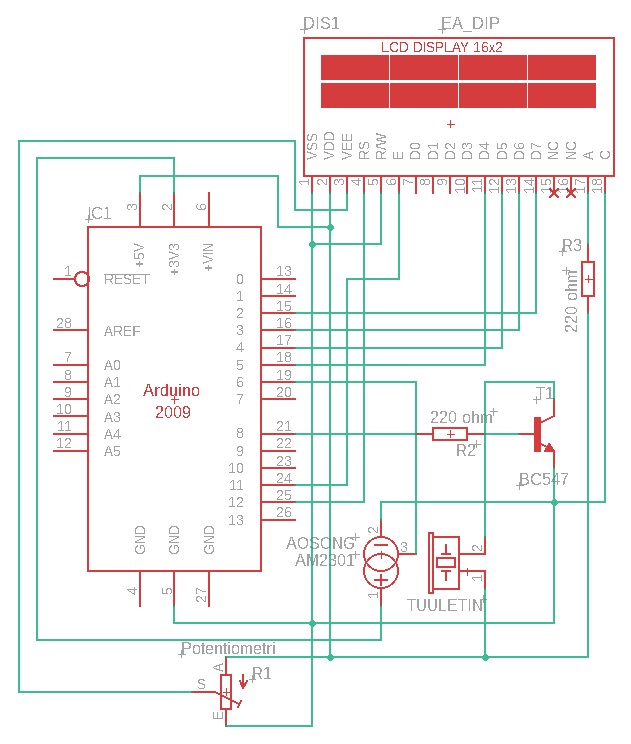 DIS1 EA_DIP
LCD DISPLAY 16x2
VSS VDD VEE RS R/W E D0 D1 D2 D3 D4 D5 D6 D7 NC NC A C
1 2 3 4 5 6 7 8 9 10 11 12 13 14 15 16 17 18
IC1
3 2 6
+5V +3V3 +VIN
R3
220 ohm
1 RESET 0 13
1 14
2 15
28 AREF 3 16
4 17
7 A0 5 18
8 A1 6 19
9 A2 7 20
10 A3
11 A4 8 21
12 A5 9 22
10 23
11 24
12 25
13 26
Arduino
2009
GND GND GND
4 5 27
220 ohm
R2
T1
BC547
AOSONG
AM2301
2 3 1
2 1
TUULETIN
Potentiometri
A S E
R1